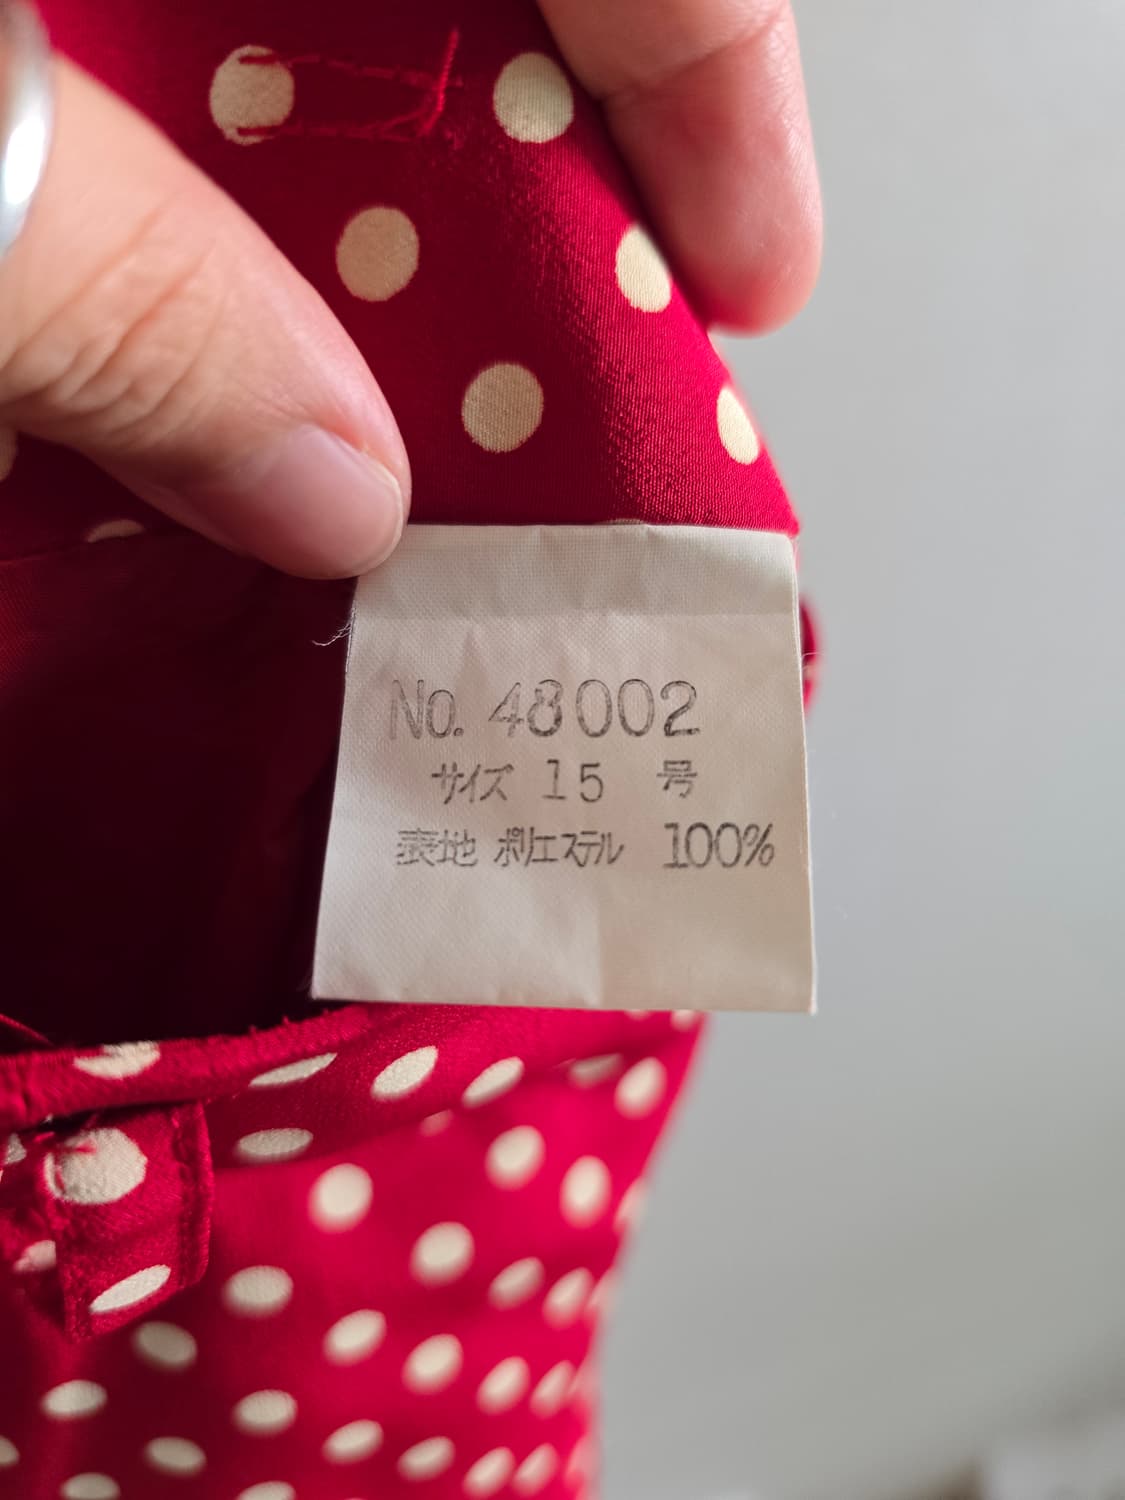 No. 48002
サイズ 15 号
表地 ポリエステル 100%